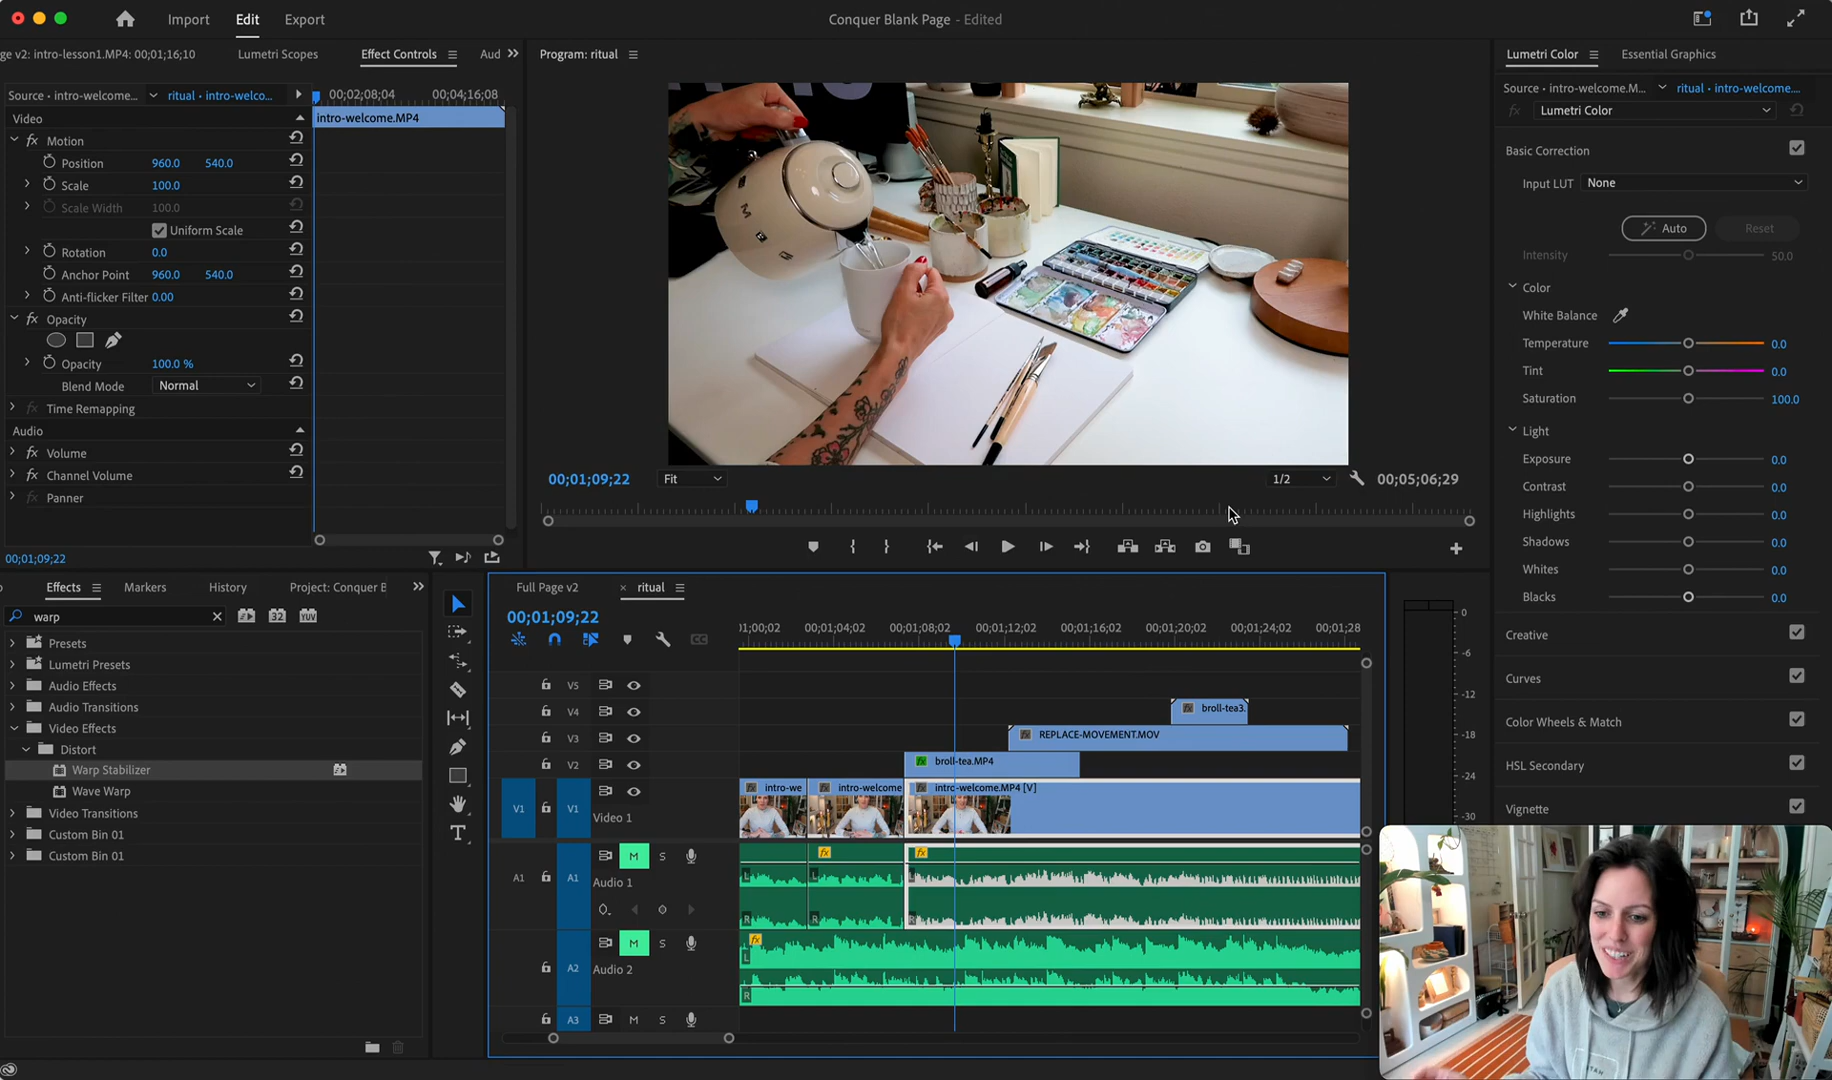 Import
Edit
Export
Conquer Blank Page - Edited
ge v2: intro-lesson1.MP4: 00;01;16;10
Lumetri Scopes
Effect Controls
Aud
Program: ritual
Lumetri Color
Essential Graphics
Source • intro-welcome...
ritual • intro-welco...
00;02;08;04
00;04;16;08
intro-welcome.MP4
Video
Motion
Position 960.0 540.0
Scale 100.0
Scale Width 100.0
Uniform Scale
Rotation 0.0
Anchor Point 960.0 540.0
Anti-flicker Filter 0.00
Opacity
Opacity 100.0 %
Blend Mode Normal
Time Remapping
Audio
Volume
Channel Volume
Panner
00;01;09;22
00;01;09;22
Fit
1/2
00;05;06;29
Source • intro-welcome.M...
ritual • intro-welcome....
Lumetri Color
Basic Correction
Input LUT None
Auto
Reset
Intensity 50.0
Color
White Balance
Temperature 0.0
Tint 0.0
Saturation 100.0
Light
Exposure 0.0
Contrast 0.0
Highlights 0.0
Shadows 0.0
Whites 0.0
Blacks 0.0
Creative
Curves
Color Wheels & Match
HSL Secondary
Vignette
Effects
Markers
History
Project: Conquer B
warp
32
YUV
Presets
Lumetri Presets
Audio Effects
Audio Transitions
Video Effects
Distort
Warp Stabilizer
Wave Warp
Video Transitions
Custom Bin 01
Custom Bin 01
Full Page v2
ritual
00;01;09;22
;01;00;02
00;01;04;02
00;01;08;02
00;01;12;02
00;01;16;02
00;01;20;02
00;01;24;02
00;01;28
V5
V4
broll-tea3.
V3
REPLACE-MOVEMENT.MOV
V2
broll-tea.MP4
V1
V1
intro-we
intro-welcome
intro-welcome.MP4 [V]
Video 1
A1
A1
M
S
Audio 1
L
R
A2
M
S
Audio 2
L
R
A3
M
S
0
-6
-12
-18
-24
-30